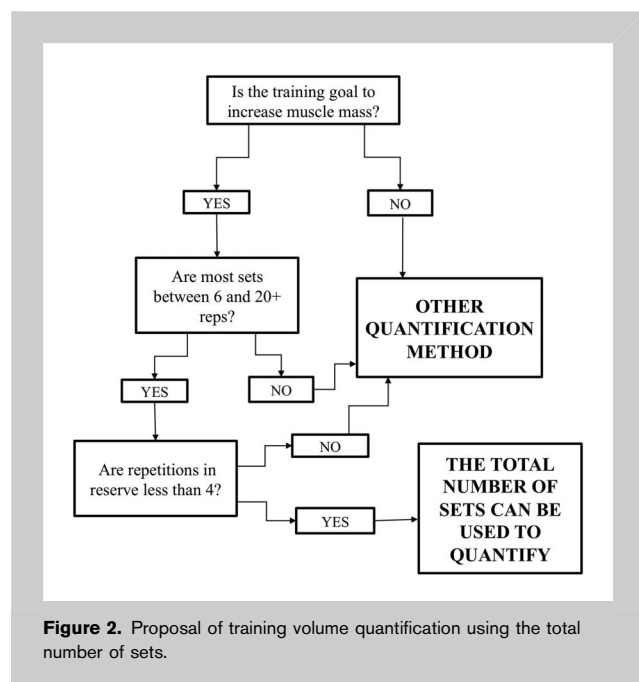 Is the training goal to
increase muscle mass?
YES
NO
Are most sets
between 6 and 20+
reps?
OTHER
QUANTIFICATION
METHOD
YES
NO
NO
Are repetitions in
reserve less than 4?
YES
THE TOTAL
NUMBER OF
SETS CAN BE
USED TO
QUANTIFY
Figure 2. Proposal of training volume quantification using the total
number of sets.